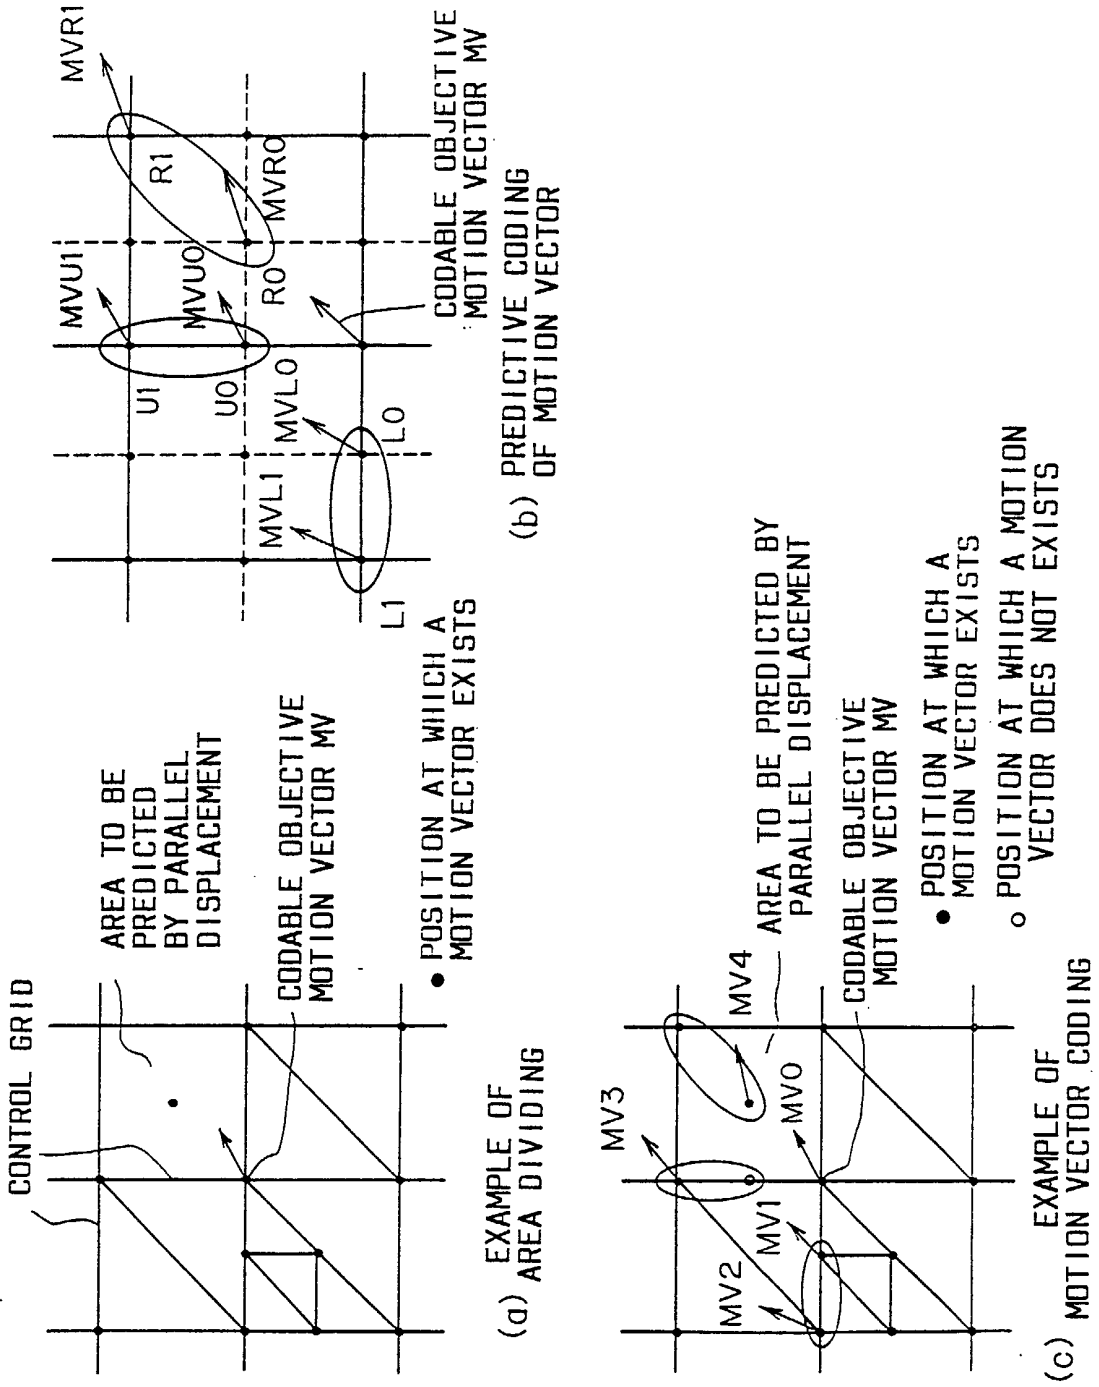 CONTROL GRID
AREA TO BE
PREDICTED
BY PARALLEL
DISPLACEMENT
CODABLE OBJECTIVE
MOTION VECTOR MV
● POSITION AT WHICH A
MOTION VECTOR EXISTS
(a) EXAMPLE OF
AREA DIVIDING
MVU1
MVR1
U1
R1
MVU0
MVR0
U0
R0
MVL1
MVL0
L1
L0
CODABLE OBJECTIVE
MOTION VECTOR MV
(b) PREDICTIVE CODING
OF MOTION VECTOR
MV3
MV4
MV2
MV1
MV0
AREA TO BE PREDICTED BY
PARALLEL DISPLACEMENT
CODABLE OBJECTIVE
MOTION VECTOR MV
● POSITION AT WHICH A
MOTION VECTOR EXISTS
○ POSITION AT WHICH A MOTION
VECTOR DOES NOT EXISTS
(c) EXAMPLE OF
MOTION VECTOR CODING